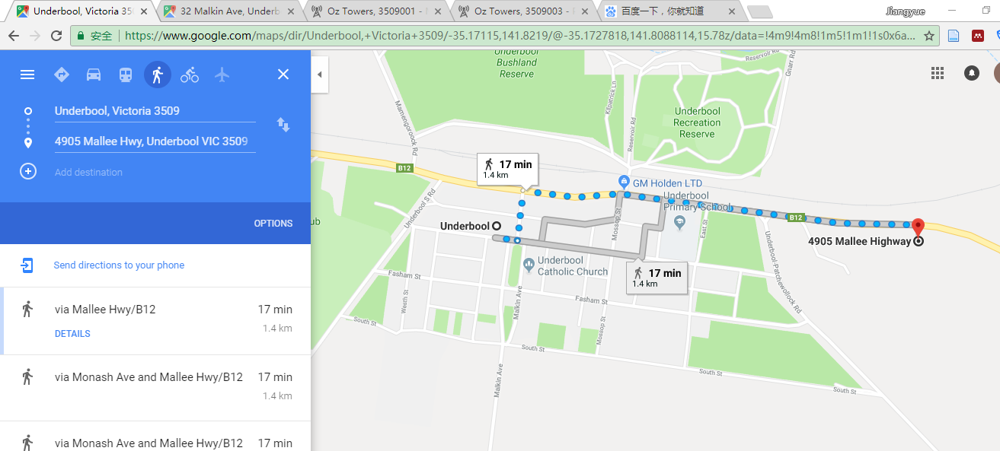 Underbool, Victoria 35
32 Malkin Ave, Underb
Oz Towers, 3509001 -
Oz Towers, 3509003 -
百度一下，你就知道
Jiangyue
安全
https://www.google.com/maps/dir/Underbool,+Victoria+3509/-35.17115,141.8219/@-35.1727818,141.8088114,15.78z/data=!4m9!4m8!1m5!1m1!1s0x6a...
Underbool, Victoria 3509
4905 Mallee Hwy, Underbool VIC 3509
Add destination
OPTIONS
Send directions to your phone
via Mallee Hwy/B12
17 min
1.4 km
DETAILS
via Monash Ave and Mallee Hwy/B12
17 min
1.4 km
via Monash Ave and Mallee Hwy/B12
17 min
Underbool
Bushland
Reserve
Reservoir Rd
Gnarr Rd
Kilpatrick Ln
Reservoir Rd
Mamengoroock Rd
Underbool
Recreation
Reserve
B12
17 min
1.4 km
GM Holden LTD
Underbool
Primary School
Underbool S Rd
ub
Underbool
Mossop St
East St
B12
4905 Mallee Highway
Underbool
Catholic Church
17 min
1.4 km
Underbool-Patchewollock Rd
Fasham St
West St
Malkin Ave
Fasham St
South St
Mossop St
South St
Malkin Ave
South St
South St